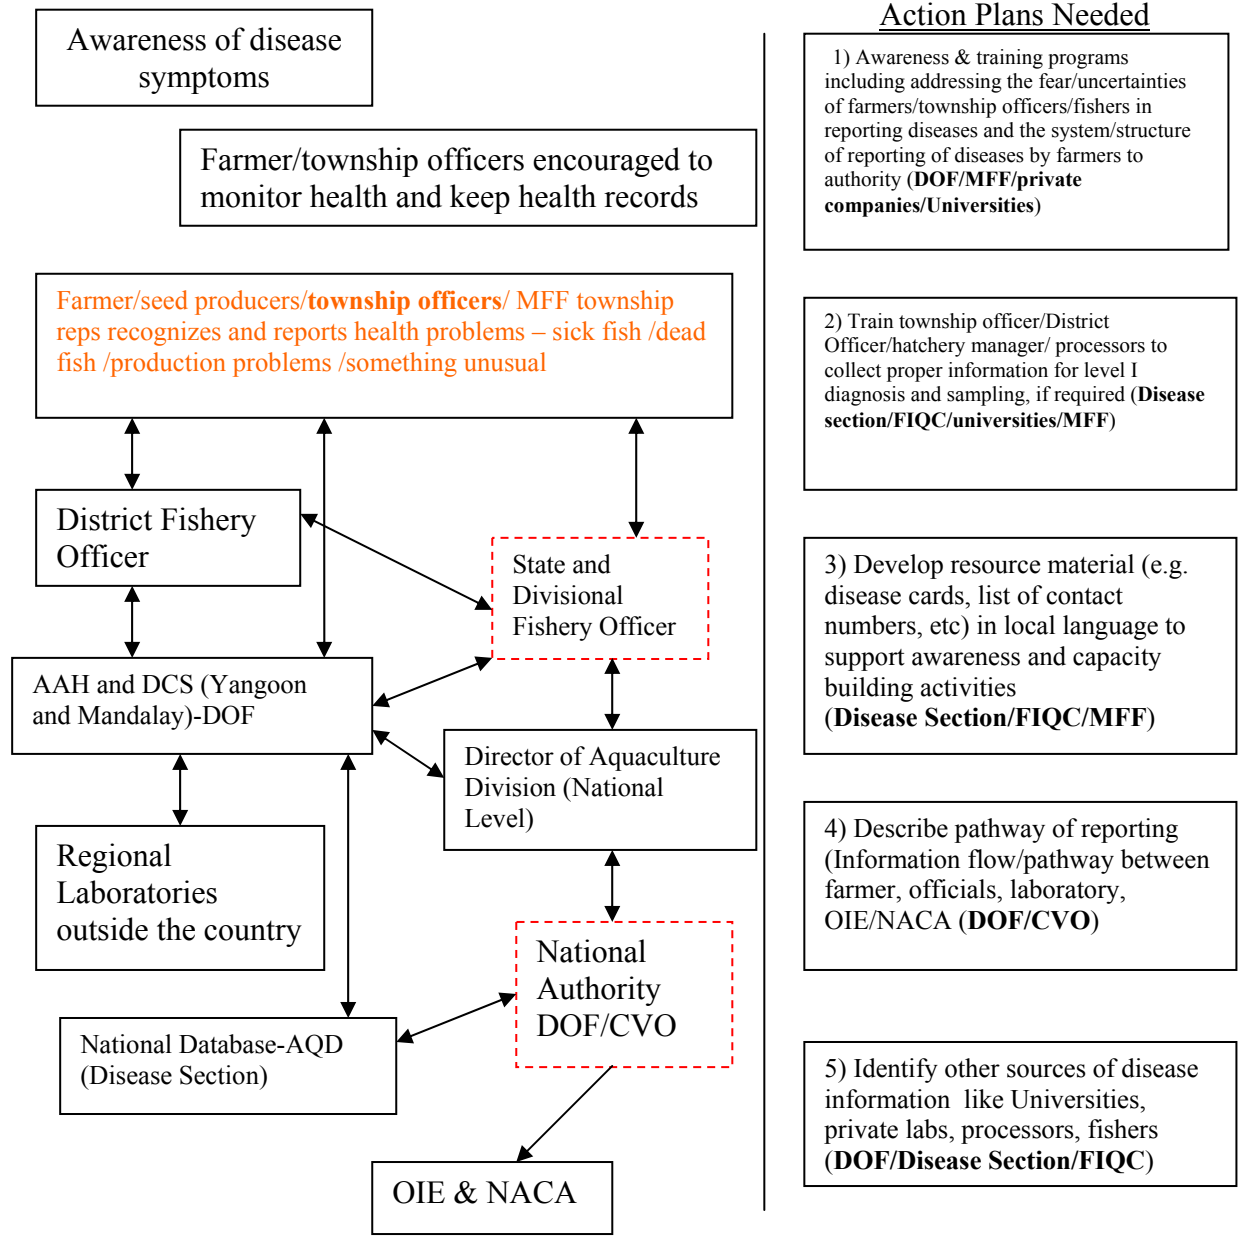 Awareness of disease
symptoms
Farmer/township officers encouraged to
monitor health and keep health records
Farmer/seed producers/township officers/ MFF township
reps recognizes and reports health problems – sick fish /dead
fish /production problems /something unusual
District Fishery
Officer
State and
Divisional
Fishery Officer
AAH and DCS (Yangoon
and Mandalay)-DOF
Director of Aquaculture
Division (National
Level)
Regional
Laboratories
outside the country
National
Authority
DOF/CVO
National Database-AQD
(Disease Section)
OIE & NACA
Action Plans Needed
1) Awareness & training programs
including addressing the fear/uncertainties
of farmers/township officers/fishers in
reporting diseases and the system/structure
of reporting of diseases by farmers to
authority (DOF/MFF/private
companies/Universities)
2) Train township officer/District
Officer/hatchery manager/ processors to
collect proper information for level I
diagnosis and sampling, if required (Disease
section/FIQC/universities/MFF)
3) Develop resource material (e.g.
disease cards, list of contact
numbers, etc) in local language to
support awareness and capacity
building activities
(Disease Section/FIQC/MFF)
4) Describe pathway of reporting
(Information flow/pathway between
farmer, officials, laboratory,
OIE/NACA (DOF/CVO)
5) Identify other sources of disease
information  like Universities,
private labs, processors, fishers
(DOF/Disease Section/FIQC)